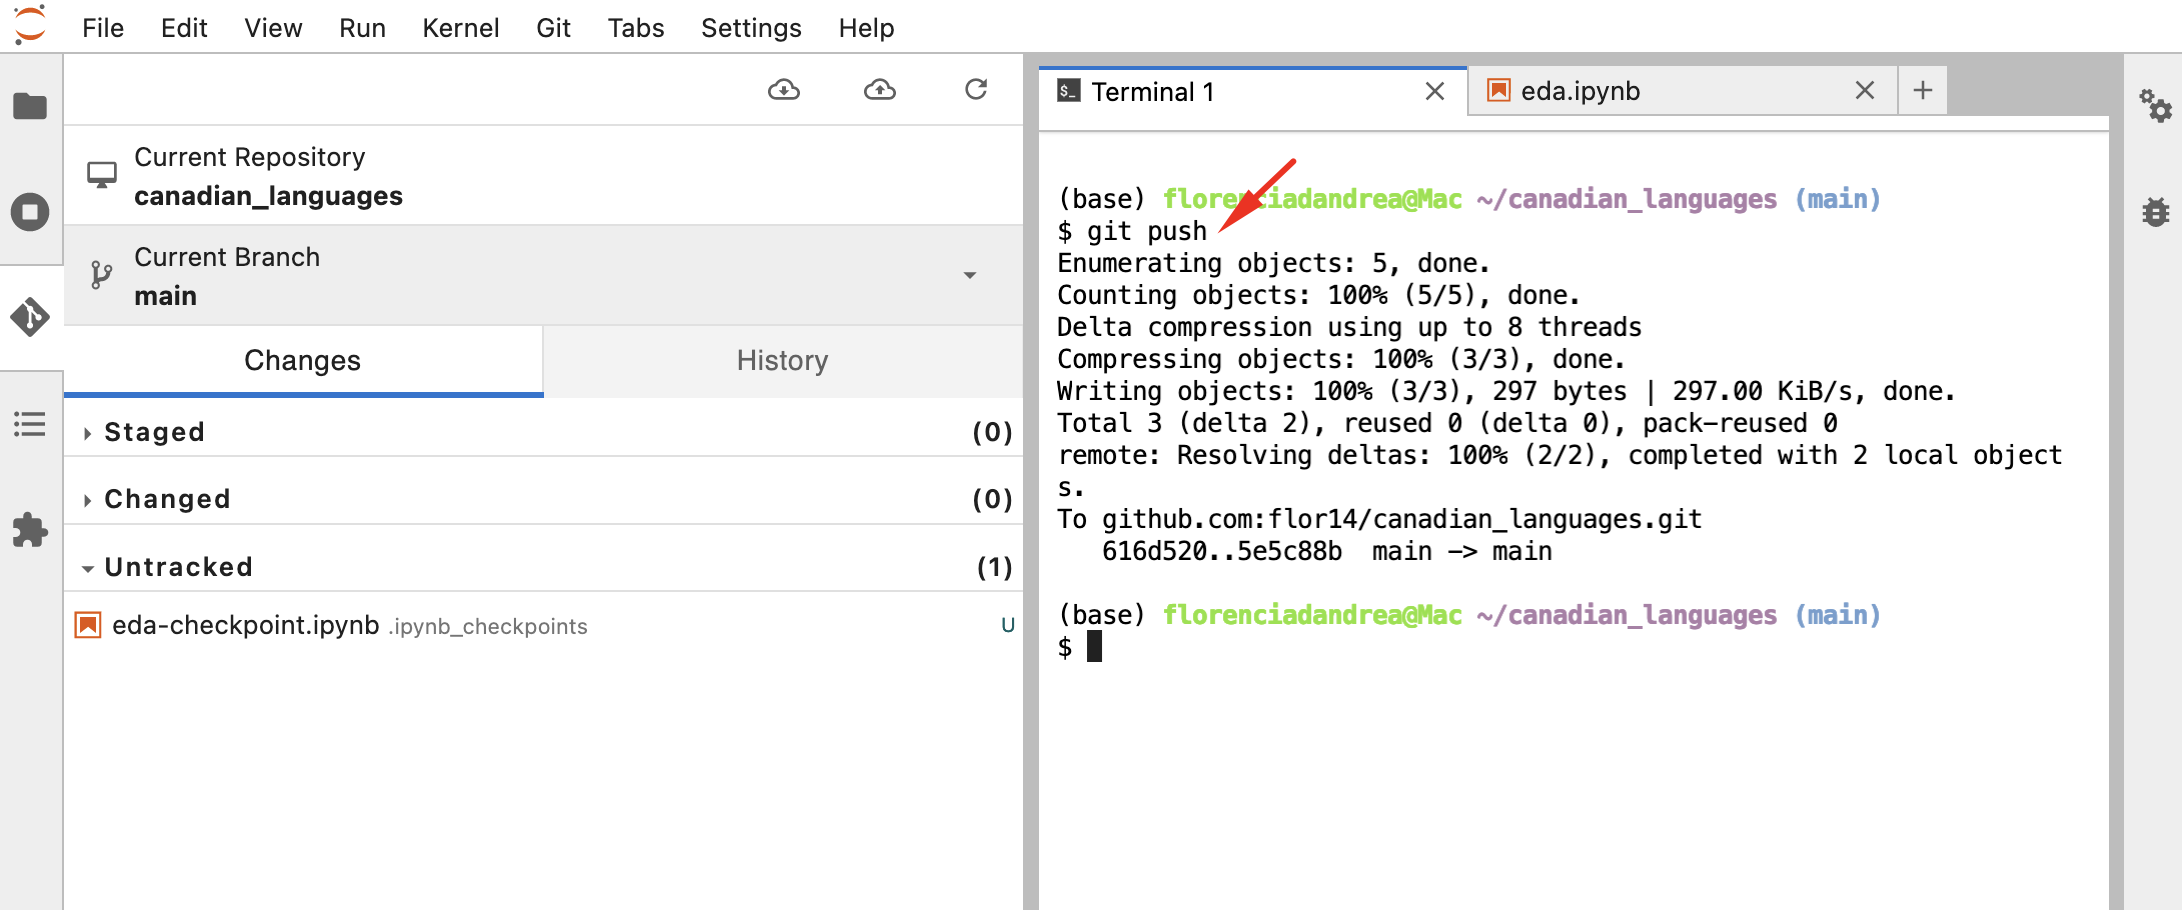 File Edit View Run Kernel Git Tabs Settings Help
Current Repository
canadian_languages
Current Branch
main
Changes History
Staged (0)
Changed (0)
Untracked (1)
eda-checkpoint.ipynb .ipynb_checkpoints U
$_ Terminal 1 eda.ipynb
(base) florenciadandrea@Mac ~/canadian_languages (main)
$ git push
Enumerating objects: 5, done.
Counting objects: 100% (5/5), done.
Delta compression using up to 8 threads
Compressing objects: 100% (3/3), done.
Writing objects: 100% (3/3), 297 bytes | 297.00 KiB/s, done.
Total 3 (delta 2), reused 0 (delta 0), pack-reused 0
remote: Resolving deltas: 100% (2/2), completed with 2 local object
s.
To github.com:flor14/canadian_languages.git
616d520..5e5c88b main -> main
(base) florenciadandrea@Mac ~/canadian_languages (main)
$